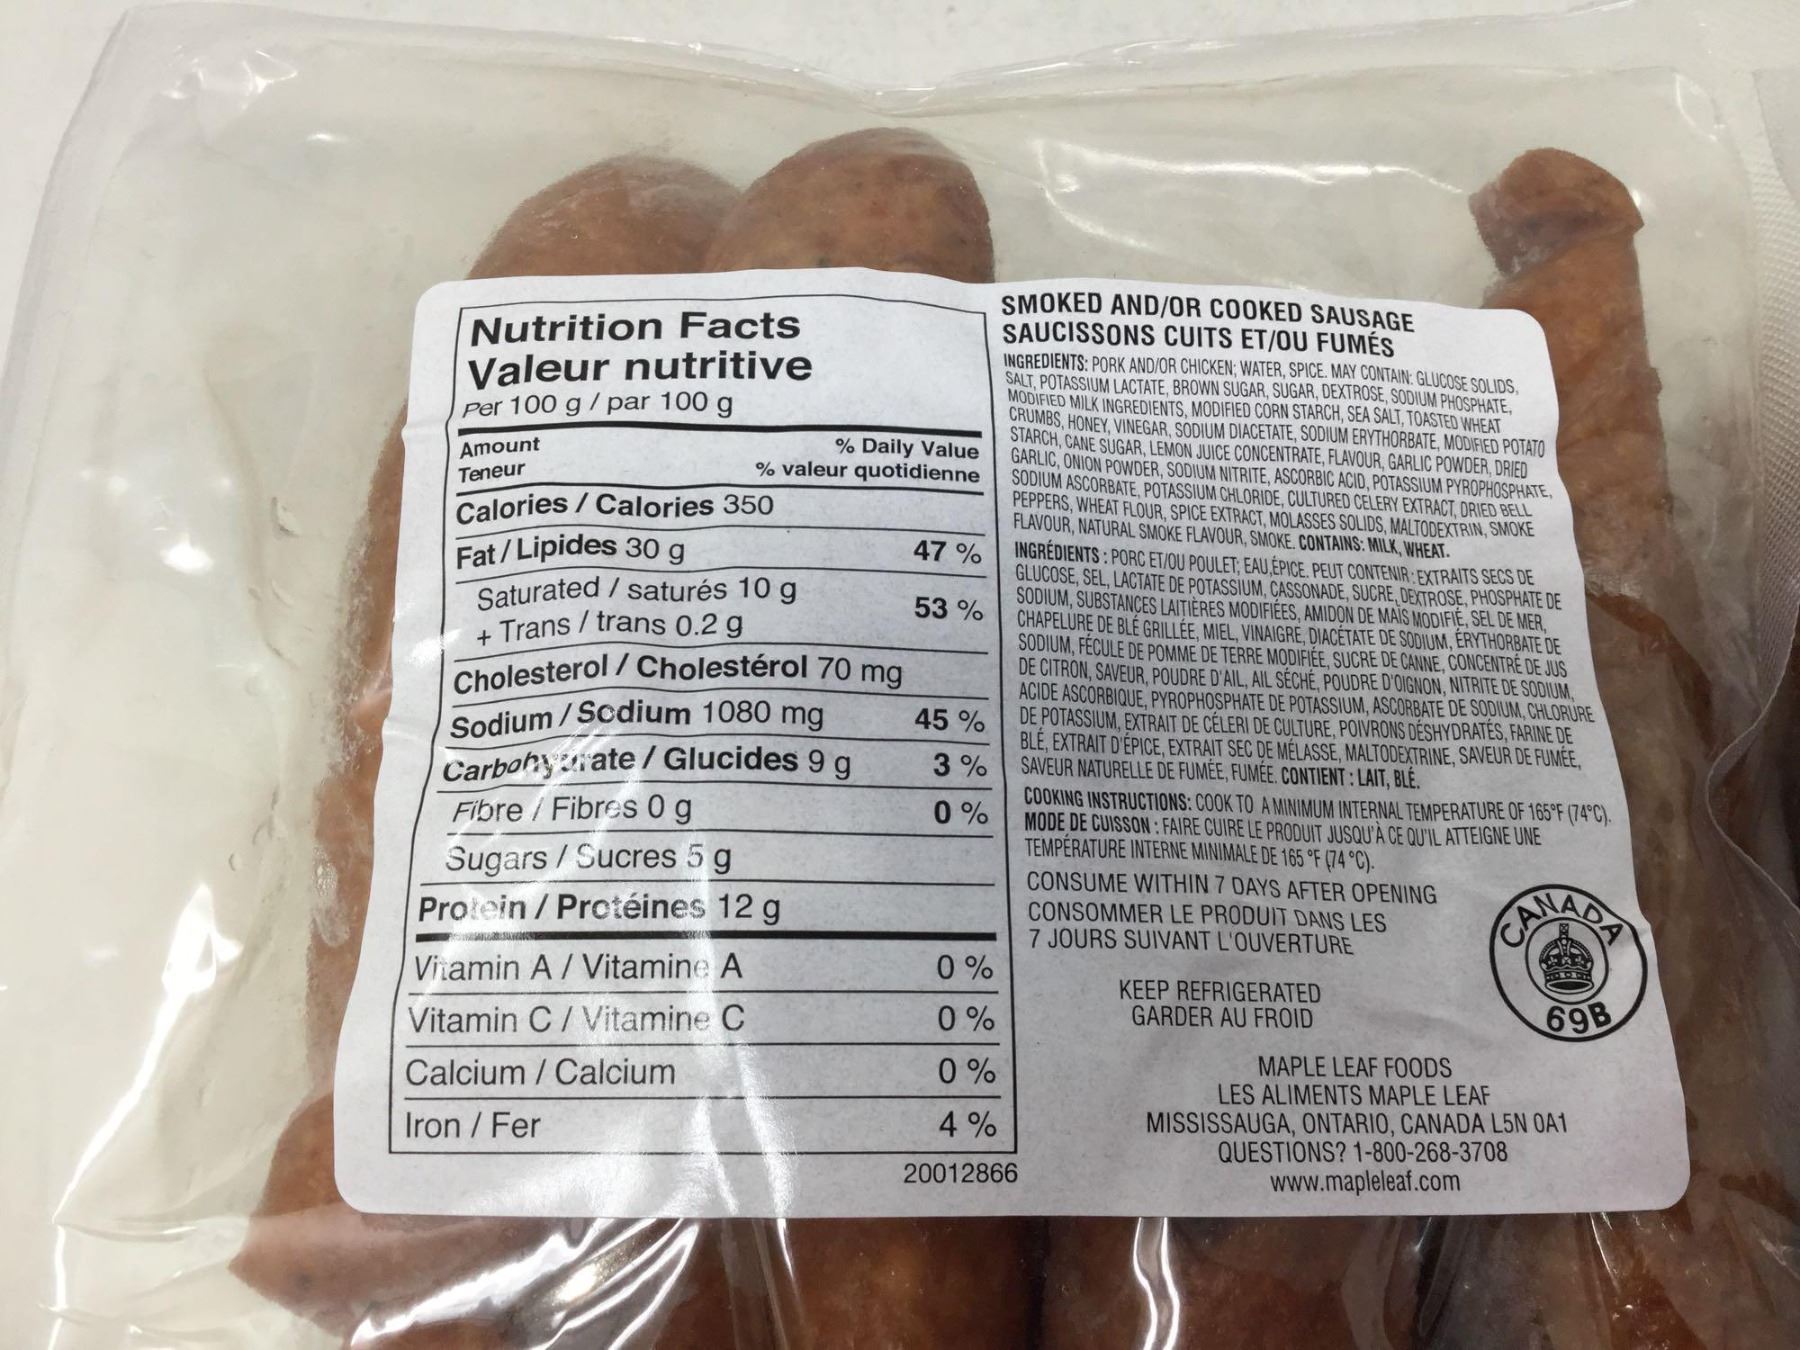 Nutrition Facts
Valeur nutritive
Per 100 g / par 100 g
Amount % Daily Value
Teneur % valeur quotidienne
Calories / Calories 350
Fat / Lipides 30 g 47 %
Saturated / saturés 10 g 53 %
+ Trans / trans 0.2 g
Cholesterol / Cholestérol 70 mg
Sodium / Sodium 1080 mg 45 %
Carbohydrate / Glucides 9 g 3 %
Fibre / Fibres 0 g 0 %
Sugars / Sucres 5 g
Protein / Protéines 12 g
Vitamin A / Vitamine A 0 %
Vitamin C / Vitamine C 0 %
Calcium / Calcium 0 %
Iron / Fer 4 %
20012866
SMOKED AND/OR COOKED SAUSAGE
SAUCISSONS CUITS ET/OU FUMÉS
INGREDIENTS: PORK AND/OR CHICKEN; WATER, SPICE. MAY CONTAIN: GLUCOSE SOLIDS,
SALT, POTASSIUM LACTATE, BROWN SUGAR, SUGAR, DEXTROSE, SODIUM PHOSPHATE,
MODIFIED MILK INGREDIENTS, MODIFIED CORN STARCH, SEA SALT, TOASTED WHEAT
CRUMBS, HONEY, VINEGAR, SODIUM DIACETATE, SODIUM ERYTHORBATE, MODIFIED POTATO
STARCH, CANE SUGAR, LEMON JUICE CONCENTRATE, FLAVOUR, GARLIC POWDER, DRIED
GARLIC, ONION POWDER, SODIUM NITRITE, ASCORBIC ACID, POTASSIUM PYROPHOSPHATE,
SODIUM ASCORBATE, POTASSIUM CHLORIDE, CULTURED CELERY EXTRACT, DRIED BELL
PEPPERS, WHEAT FLOUR, SPICE EXTRACT, MOLASSES SOLIDS, MALTODEXTRIN, SMOKE
FLAVOUR, NATURAL SMOKE FLAVOUR, SMOKE. CONTAINS: MILK, WHEAT.
INGRÉDIENTS : PORC ET/OU POULET; EAU,ÉPICE. PEUT CONTENIR : EXTRAITS SECS DE
GLUCOSE, SEL, LACTATE DE POTASSIUM, CASSONADE, SUCRE, DEXTROSE, PHOSPHATE DE
SODIUM, SUBSTANCES LAITIÈRES MODIFIÉES, AMIDON DE MAÏS MODIFIÉ, SEL DE MER,
CHAPELURE DE BLÉ GRILLÉE, MIEL, VINAIGRE, DIACÉTATE DE SODIUM, ÉRYTHORBATE DE
SODIUM, FÉCULE DE POMME DE TERRE MODIFIÉE, SUCRE DE CANNE, CONCENTRÉ DE JUS
DE CITRON, SAVEUR, POUDRE D'AIL, AIL SÉCHÉ, POUDRE D'OIGNON, NITRITE DE SODIUM,
ACIDE ASCORBIQUE, PYROPHOSPHATE DE POTASSIUM, ASCORBATE DE SODIUM, CHLORURE
DE POTASSIUM, EXTRAIT DE CÉLERI DE CULTURE, POIVRONS DÉSHYDRATÉS, FARINE DE
BLÉ, EXTRAIT D'ÉPICE, EXTRAIT SEC DE MÉLASSE, MALTODEXTRINE, SAVEUR DE FUMÉE,
SAVEUR NATURELLE DE FUMÉE, FUMÉE. CONTIENT : LAIT, BLÉ.
COOKING INSTRUCTIONS: COOK TO A MINIMUM INTERNAL TEMPERATURE OF 165°F (74°C).
MODE DE CUISSON : FAIRE CUIRE LE PRODUIT JUSQU'À CE QU'IL ATTEIGNE UNE
TEMPÉRATURE INTERNE MINIMALE DE 165 °F (74 °C).
CONSUME WITHIN 7 DAYS AFTER OPENING
CONSOMMER LE PRODUIT DANS LES
7 JOURS SUIVANT L'OUVERTURE
CANADA
69B
KEEP REFRIGERATED
GARDER AU FROID
MAPLE LEAF FOODS
LES ALIMENTS MAPLE LEAF
MISSISSAUGA, ONTARIO, CANADA L5N 0A1
QUESTIONS? 1-800-268-3708
www.mapleleaf.com